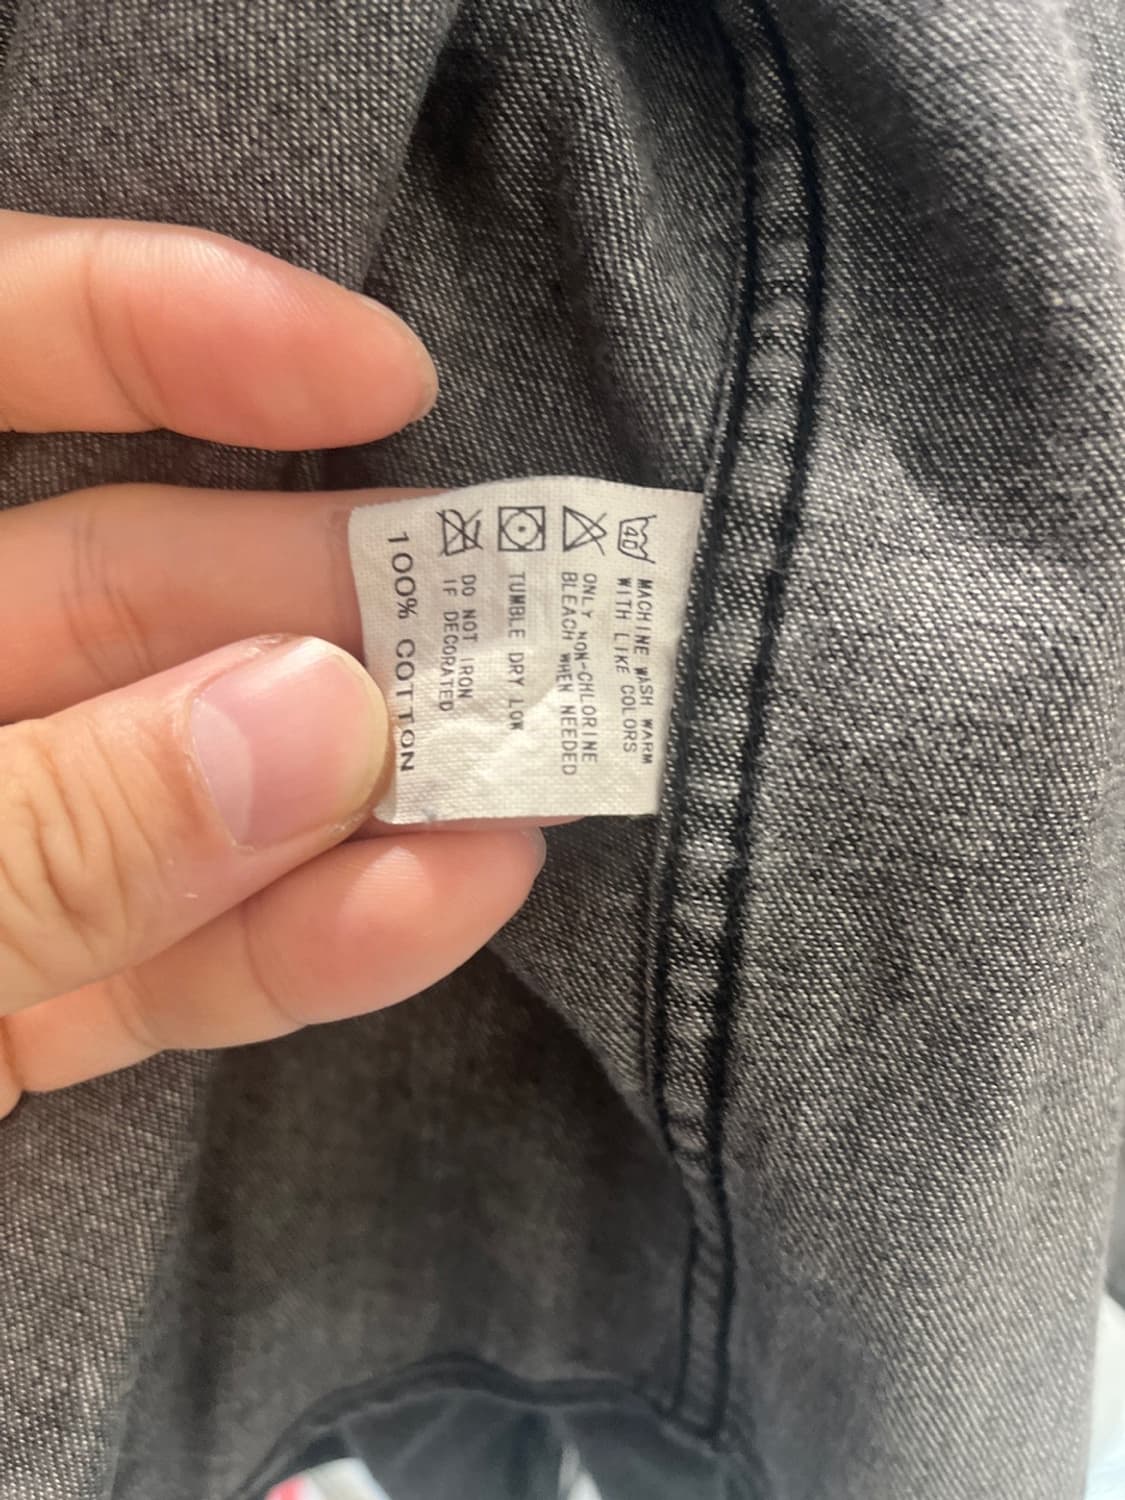 40
MACHINE WASH WARM
WITH LIKE COLORS
ONLY NON-CHLORINE
BLEACH WHEN NEEDED
TUMBLE DRY LOW
DO NOT IRON
IF DECORATED
100% COTTON